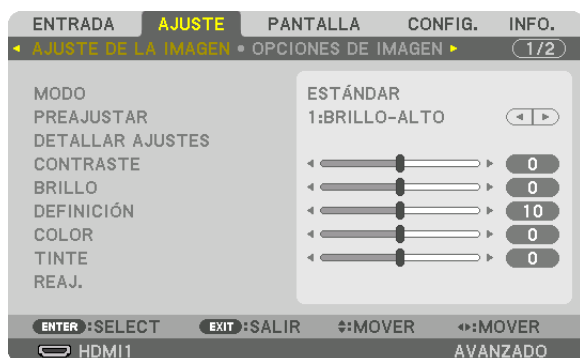 ENTRADA AJUSTE PANTALLA CONFIG. INFO.
AJUSTE DE LA IMAGEN OPCIONES DE IMAGEN 1/2
MODO ESTÁNDAR
PREAJUSTAR 1:BRILLO-ALTO
DETALLAR AJUSTES
CONTRASTE 0
BRILLO 0
DEFINICIÓN 10
COLOR 0
TINTE 0
REAJ.
ENTER:SELECT EXIT:SALIR :MOVER :MOVER
HDMI1 AVANZADO